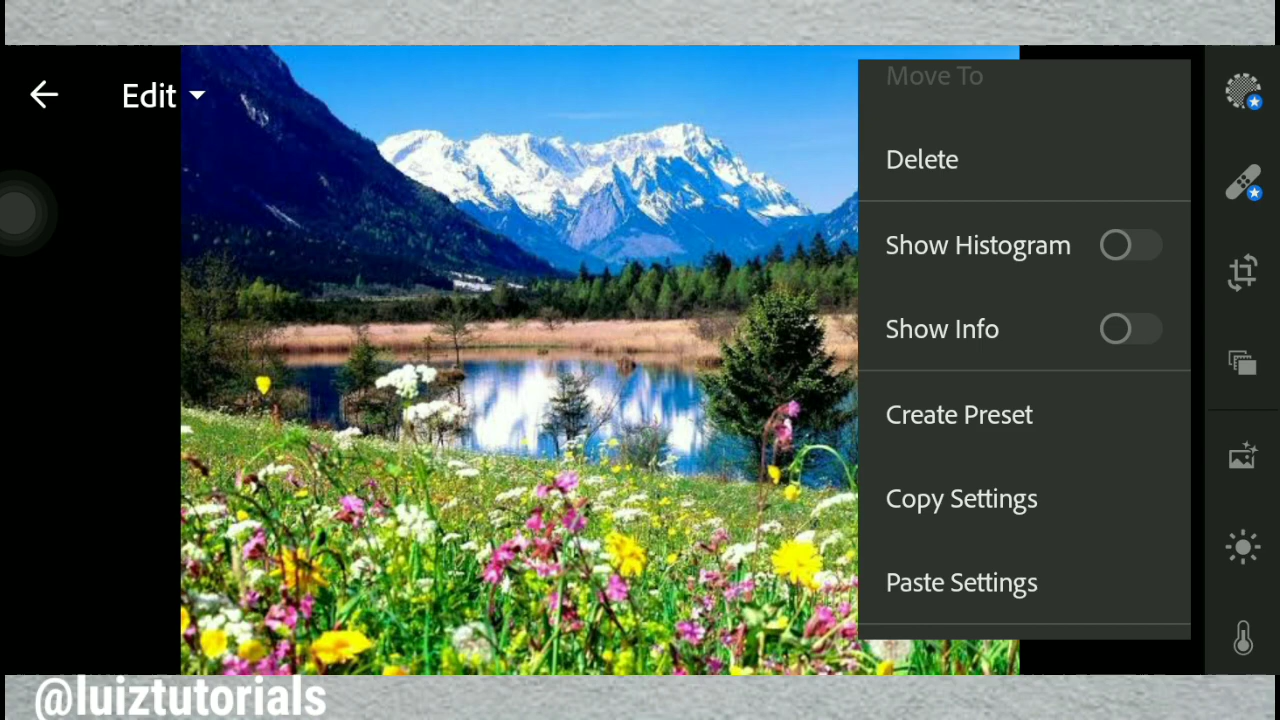 Edit
Move To
Delete
Show Histogram
Show Info
Create Preset
Copy Settings
Paste Settings
@luiztutorials